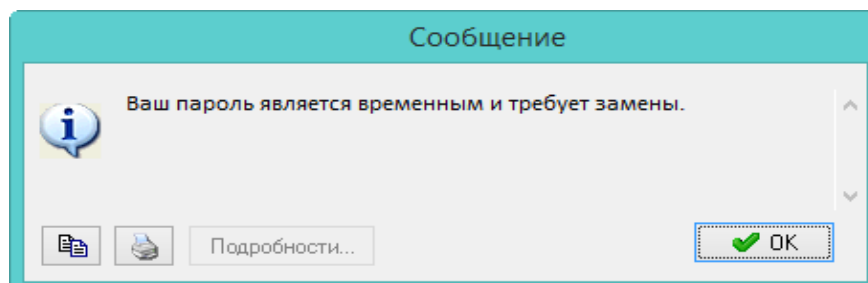 Сообщение
Ваш пароль является временным и требует замены.
Подробности...
OK